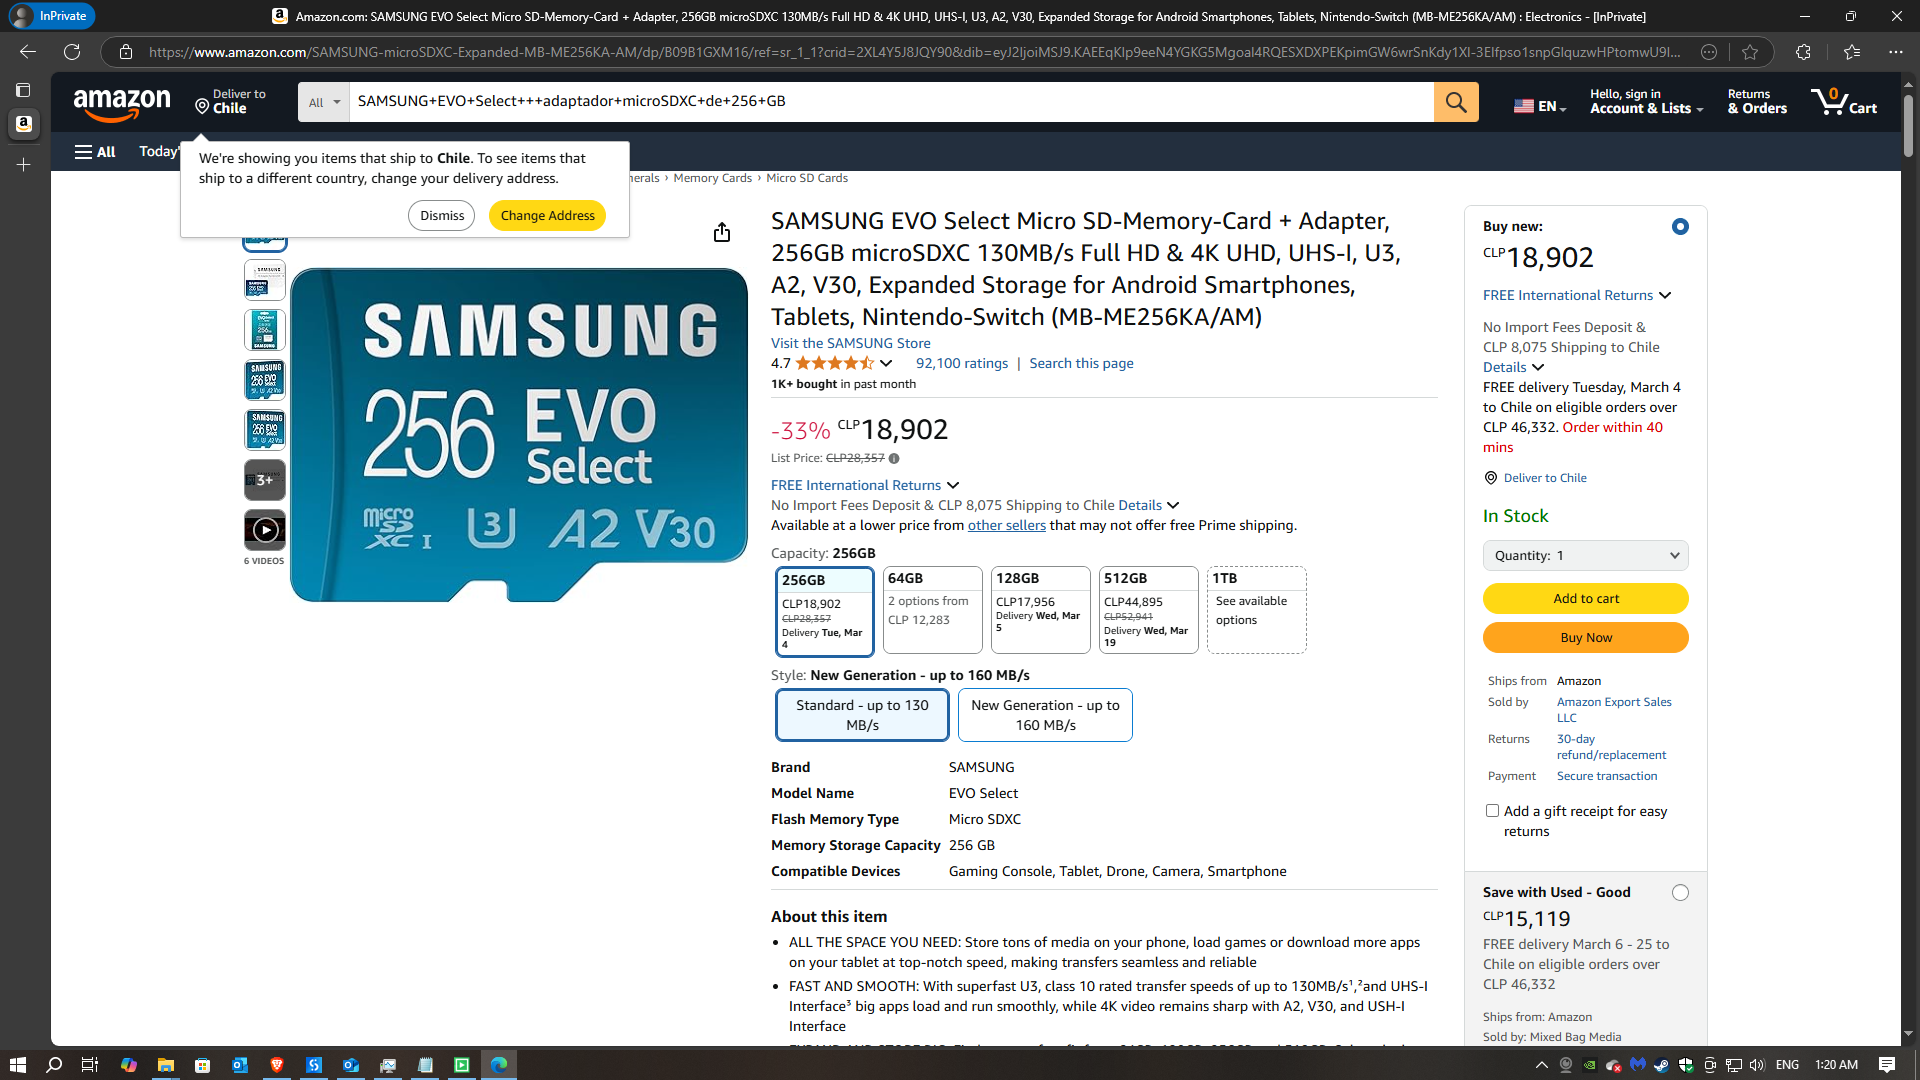 InPrivate
Amazon.com: SAMSUNG EVO Select Micro SD-Memory-Card + Adapter, 256GB microSDXC 130MB/s Full HD & 4K UHD, UHS-I, U3, A2, V30, Expanded Storage for Android Smartphones, Tablets, Nintendo-Switch (MB-ME256KA/AM) : Electronics - [InPrivate]
amazon
Deliver to
Chile
All
SAMSUNG+EVO+Select+++adaptador+microSDXC+de+256+GB
EN
Hello, sign in
Account & Lists
Returns
& Orders
0
Cart
All
Today'
We're showing you items that ship to Chile. To see items that
ship to a different country, change your delivery address.
Dismiss
Change Address
› Memory Cards › Micro SD Cards
3+
6 VIDEOS
SAMSUNG
256 EVO
Select
micro
SD
XC I
U3 A2 V30
SAMSUNG EVO Select Micro SD-Memory-Card + Adapter,
256GB microSDXC 130MB/s Full HD & 4K UHD, UHS-I, U3,
A2, V30, Expanded Storage for Android Smartphones,
Tablets, Nintendo-Switch (MB-ME256KA/AM)
Visit the SAMSUNG Store
4.7
92,100 ratings | Search this page
1K+ bought in past month
-33% CLP18,902
List Price: CLP28,357
FREE International Returns
No Import Fees Deposit & CLP 8,075 Shipping to Chile Details
Available at a lower price from other sellers that may not offer free Prime shipping.
Capacity: 256GB
256GB
CLP18,902
CLP28,357
Delivery Tue, Mar
4
64GB
2 options from
CLP 12,283
128GB
CLP17,956
Delivery Wed, Mar
5
512GB
CLP44,895
CLP52,941
Delivery Wed, Mar
19
1TB
See available
options
Style: New Generation - up to 160 MB/s
Standard - up to 130
MB/s
New Generation - up to
160 MB/s
Brand SAMSUNG
Model Name EVO Select
Flash Memory Type Micro SDXC
Memory Storage Capacity 256 GB
Compatible Devices Gaming Console, Tablet, Drone, Camera, Smartphone
About this item
• ALL THE SPACE YOU NEED: Store tons of media on your phone, load games or download more apps
on your tablet at top-notch speed, making transfers seamless and reliable
• FAST AND SMOOTH: With superfast U3, class 10 rated transfer speeds of up to 130MB/s¹,²and UHS-I
Interface³ big apps load and run smoothly, while 4K video remains sharp with A2, V30, and USH-I
Interface
Buy new:
CLP18,902
FREE International Returns
No Import Fees Deposit &
CLP 8,075 Shipping to Chile
Details
FREE delivery Tuesday, March 4
to Chile on eligible orders over
CLP 46,332. Order within 40
mins
Deliver to Chile
In Stock
Quantity: 1
Add to cart
Buy Now
Ships from Amazon
Sold by Amazon Export Sales
LLC
Returns 30-day
refund/replacement
Payment Secure transaction
Add a gift receipt for easy
returns
Save with Used - Good
CLP15,119
FREE delivery March 6 - 25 to
Chile on eligible orders over
CLP 46,332
Ships from: Amazon
Sold by: Mixed Bag Media
ENG
1:20 AM